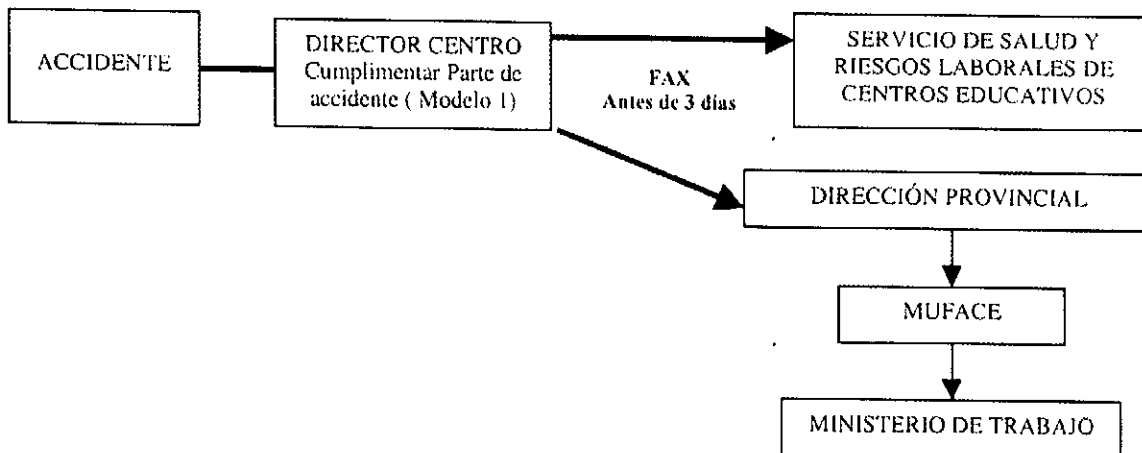 ACCIDENTE
DIRECTOR CENTRO
Cumplimentar Parte de
accidente ( Modelo 1)
FAX
Antes de 3 días
SERVICIO DE SALUD Y
RIESGOS LABORALES DE
CENTROS EDUCATIVOS
DIRECCIÓN PROVINCIAL
MUFACE
MINISTERIO DE TRABAJO